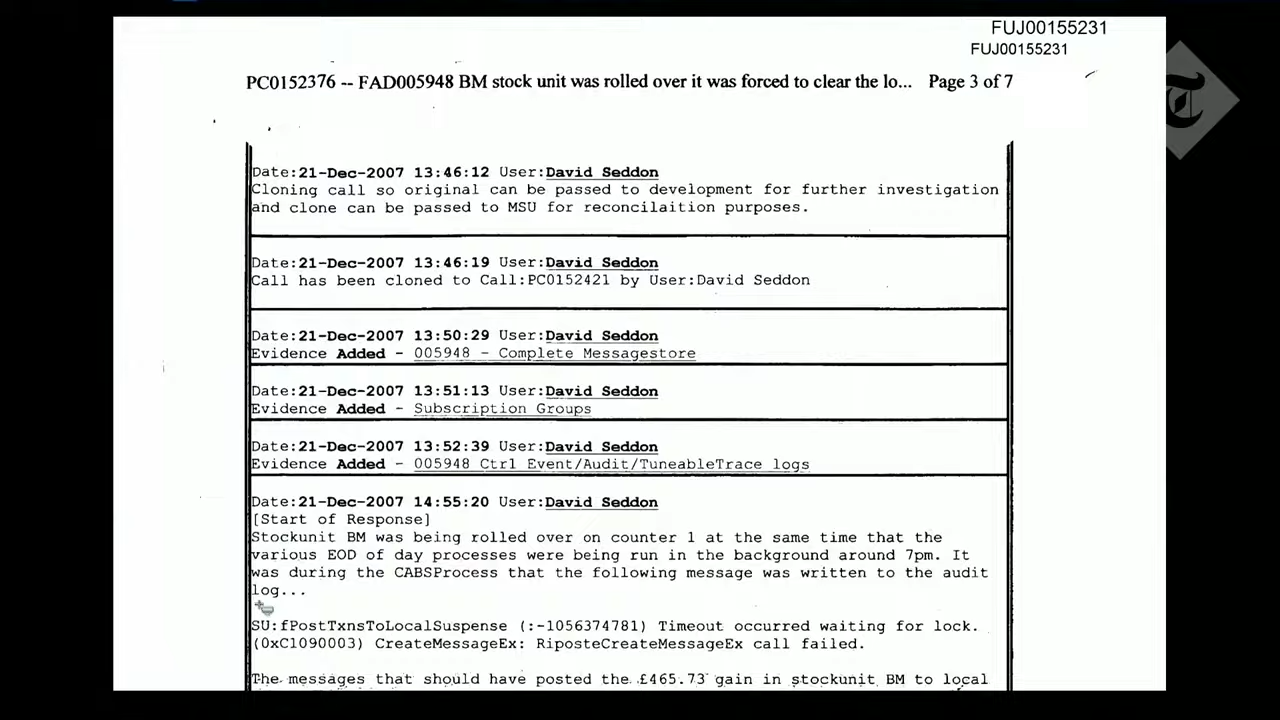 FUJ00155231
FUJ00155231
PC0152376 -- FAD005948 BM stock unit was rolled over it was forced to clear the lo... Page 3 of 7
Date:21-Dec-2007 13:46:12 User:David Seddon
Cloning call so original can be passed to development for further investigation
and clone can be passed to MSU for reconcilaition purposes.
Date:21-Dec-2007 13:46:19 User:David Seddon
Call has been cloned to Call:PC0152421 by User:David Seddon
Date:21-Dec-2007 13:50:29 User:David Seddon
Evidence Added - 005948 - Complete Messagestore
Date:21-Dec-2007 13:51:13 User:David Seddon
Evidence Added - Subscription Groups
Date:21-Dec-2007 13:52:39 User:David Seddon
Evidence Added - 005948 Ctrl Event/Audit/TuneableTrace logs
Date:21-Dec-2007 14:55:20 User:David Seddon
[Start of Response]
Stockunit BM was being rolled over on counter 1 at the same time that the
various EOD of day processes were being run in the background around 7pm. It
was during the CABSProcess that the following message was written to the audit
log...
SU:fPostTxnsToLocalSuspense (:-1056374781) Timeout occurred waiting for lock.
(0xC1090003) CreateMessageEx: RiposteCreateMessageEx call failed.
The messages that should have posted the £465.73 gain in stockunit BM to local